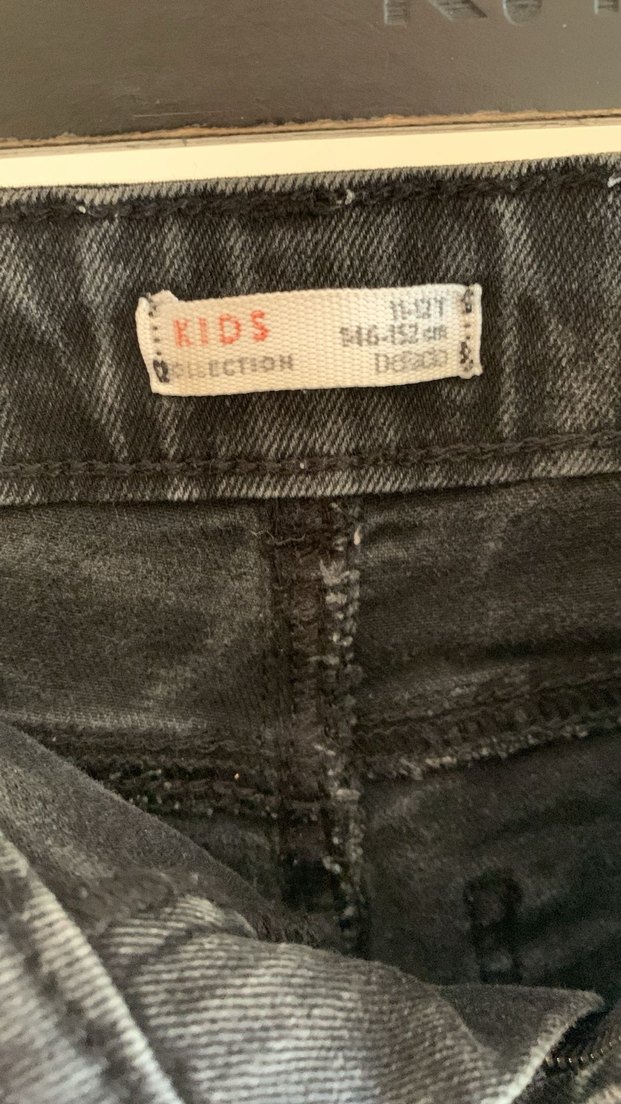 KIDS
COLLECTION
11-12Y
146-152 cm
DeFacto